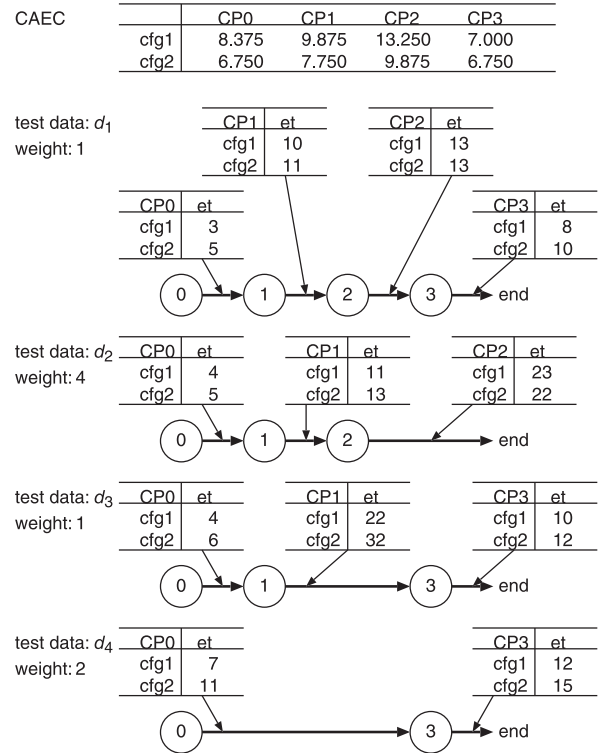 CAEC CP0 CP1 CP2 CP3
cfg1 8.375 9.875 13.250 7.000
cfg2 6.750 7.750 9.875 6.750
test data: d1
weight: 1
CP1 et
cfg1 10
cfg2 11
CP2 et
cfg1 13
cfg2 13
CP0 et
cfg1 3
cfg2 5
CP3 et
cfg1 8
cfg2 10
0 1 2 3 end
test data: d2
weight: 4
CP0 et
cfg1 4
cfg2 5
CP1 et
cfg1 11
cfg2 13
CP2 et
cfg1 23
cfg2 22
0 1 2 end
test data: d3
weight: 1
CP0 et
cfg1 4
cfg2 6
CP1 et
cfg1 22
cfg2 32
CP3 et
cfg1 10
cfg2 12
0 1 3 end
test data: d4
weight: 2
CP0 et
cfg1 7
cfg2 11
CP3 et
cfg1 12
cfg2 15
0 3 end